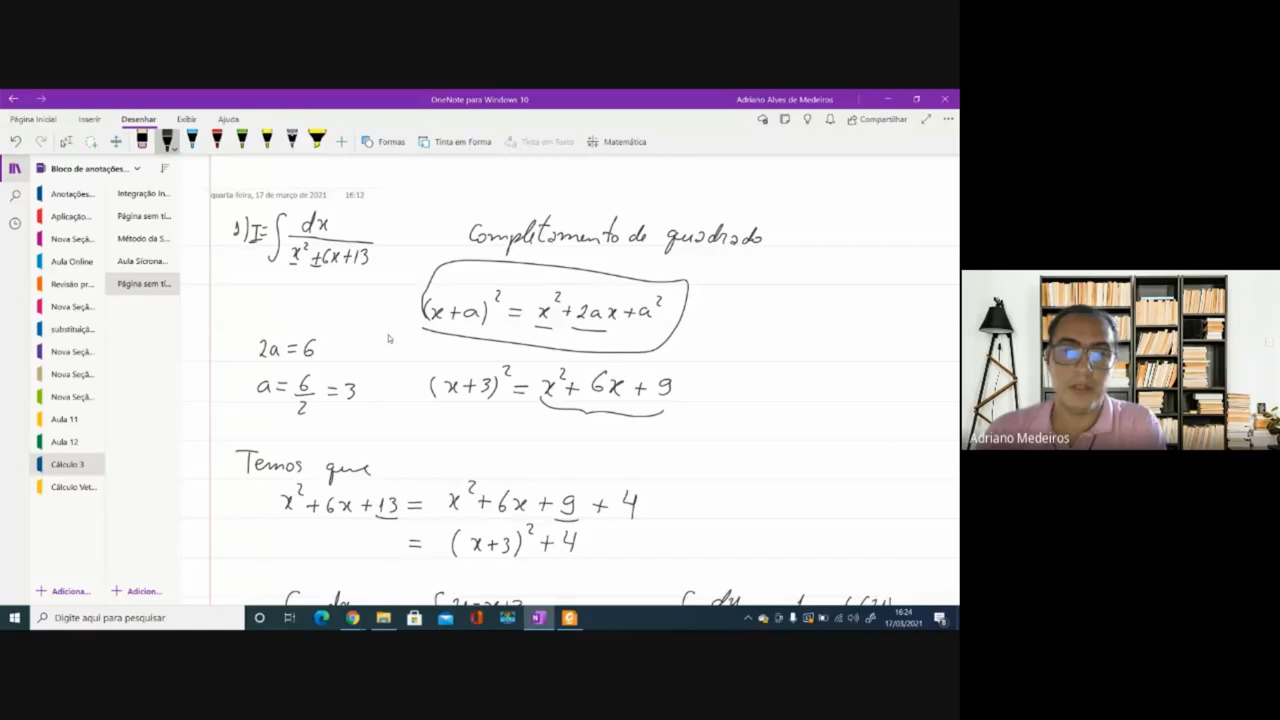 OneNote para Windows 10
Adriano Alves de Medeiros
Página Inicial
Inserir
Desenhar
Exibir
Ajuda
Compartilhar
Formas
Tinta em Forma
Tinta em Texto
Matemática
Bloco de anotações...
Anotações...
Aplicação...
Nova Seçã...
Aula Online
Revisão pr...
Nova Seçã...
substituiçã...
Nova Seçã...
Nova Seçã...
Nova Seçã...
Aula 11
Aula 12
Cálculo 3
Cálculo Vet...
Adiciona...
Integração In...
Página sem tí...
Método da S...
Aula Síncrona...
Página sem tí...
Adicion...
quarta-feira, 17 de março de 2021 16:12
1) I = ∫ dx / (x² + 6x + 13)
Completamento de quadrado
(x+a)² = x² + 2ax + a²
2a = 6
a = 6/2 = 3
(x+3)² = x² + 6x + 9
Temos que
x² + 6x + 13 = x² + 6x + 9 + 4
= (x+3)² + 4
Adriano Medeiros
Digite aqui para pesquisar
16:24
17/03/2021